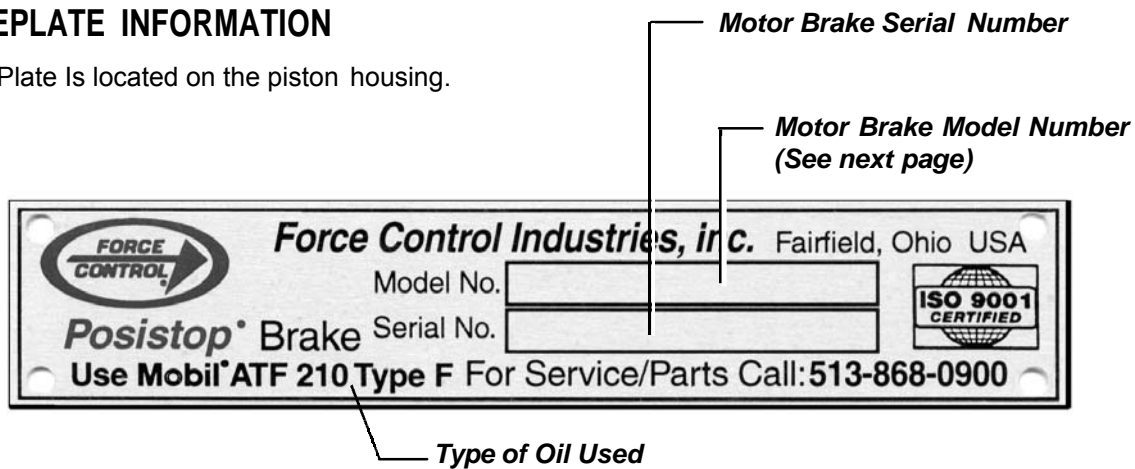 EPLATE INFORMATION
Plate Is located on the piston housing.
Motor Brake Serial Number
Motor Brake Model Number
(See next page)
FORCE
CONTROL
Force Control Industries, inc. Fairfield, Ohio USA
Model No.
ISO 9001
CERTIFIED
Posistop Brake Serial No.
Use Mobil ATF 210 Type F For Service/Parts Call:513-868-0900
Type of Oil Used